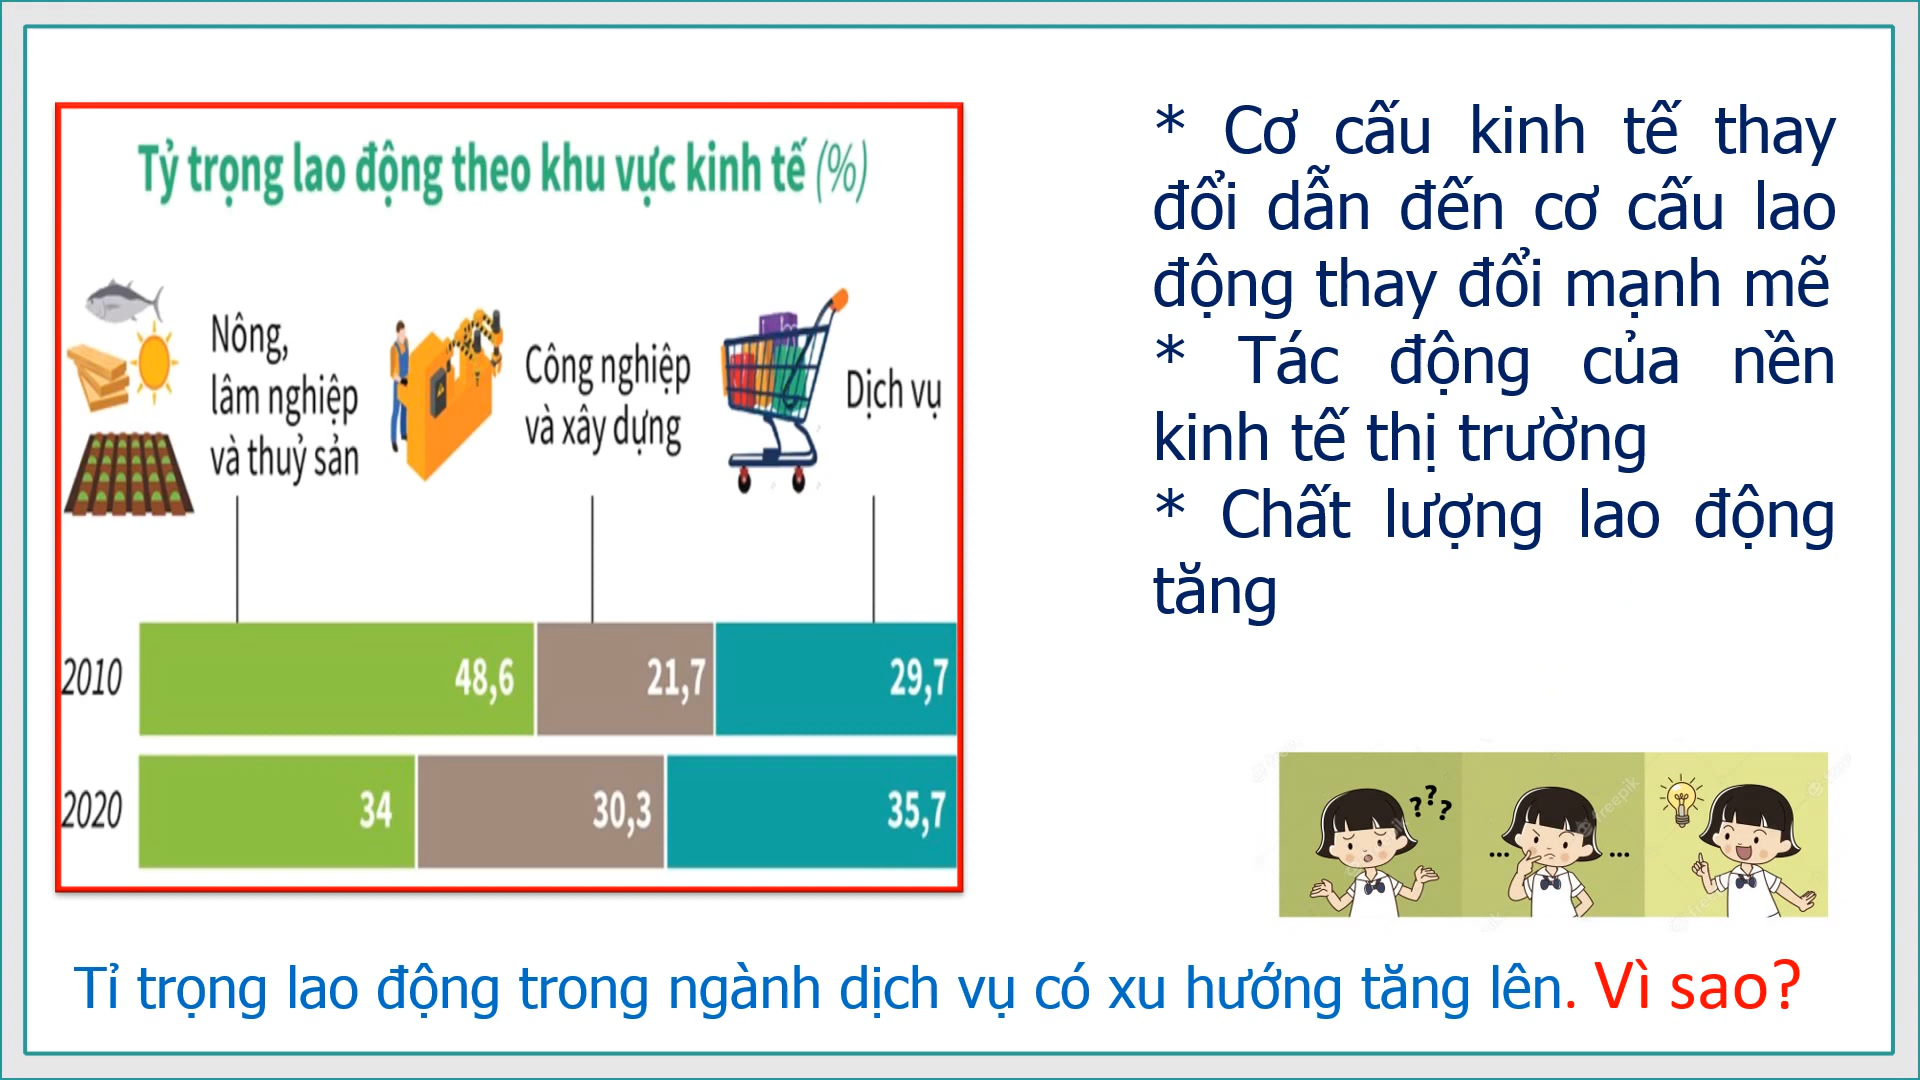 Tỷ trọng lao động theo khu vực kinh tế (%)
Nông,
lâm nghiệp
và thuỷ sản
Công nghiệp
và xây dựng
Dịch vụ
2010 48,6 21,7 29,7
2020 34 30,3 35,7
* Cơ cấu kinh tế thay
đổi dẫn đến cơ cấu lao
động thay đổi mạnh mẽ
* Tác động của nền
kinh tế thị trường
* Chất lượng lao động
tăng
???
... ...
freepik
Tỉ trọng lao động trong ngành dịch vụ có xu hướng tăng lên. Vì sao?